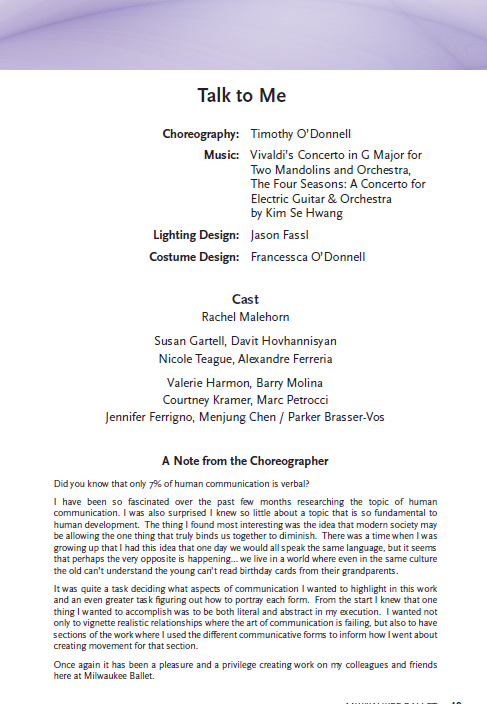 Talk to Me
Choreography: Timothy O'Donnell
Music: Vivaldi's Concerto in G Major for
Two Mandolins and Orchestra,
The Four Seasons: A Concerto for
Electric Guitar & Orchestra
by Kim Se Hwang
Lighting Design: Jason Fassl
Costume Design: Francessca O'Donnell
Cast
Rachel Malehorn
Susan Gartell, Davit Hovhannisyan
Nicole Teague, Alexandre Ferreria
Valerie Harmon, Barry Molina
Courtney Kramer, Marc Petrocci
Jennifer Ferrigno, Menjung Chen / Parker Brasser-Vos
A Note from the Choreographer
Did you know that only 7% of human communication is verbal?
I have been so fascinated over the past few months researching the topic of human
communication. I was also surprised I knew so little about a topic that is so fundamental to
human development. The thing I found most interesting was the idea that modern society may
be allowing the one thing that truly binds us together to diminish. There was a time when I was
growing up that I had this idea that one day we would all speak the same language, but it seems
that perhaps the very opposite is happening... we live in a world where even in the same culture
the old can't understand the young can't read birthday cards from their grandparents.
It was quite a task deciding what aspects of communication I wanted to highlight in this work
and an even greater task figuring out how to portray each form. From the start I knew that one
thing I wanted to accomplish was to be both literal and abstract in my execution. I wanted not
only to vignette realistic relationships where the art of communication is failing, but also to have
sections of the work where I used the different communicative forms to inform how I went about
creating movement for that section.
Once again it has been a pleasure and a privilege creating work on my colleagues and friends
here at Milwaukee Ballet.
MILWAUKEE BALLET